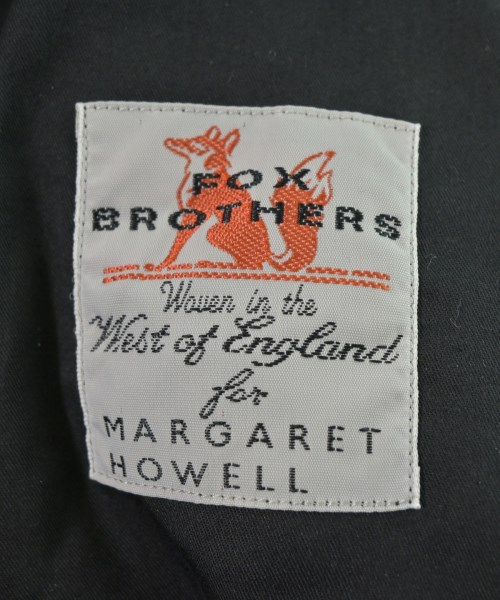 FOX
BROTHERS
Woven in the
West of England
for
MARGARET
HOWELL